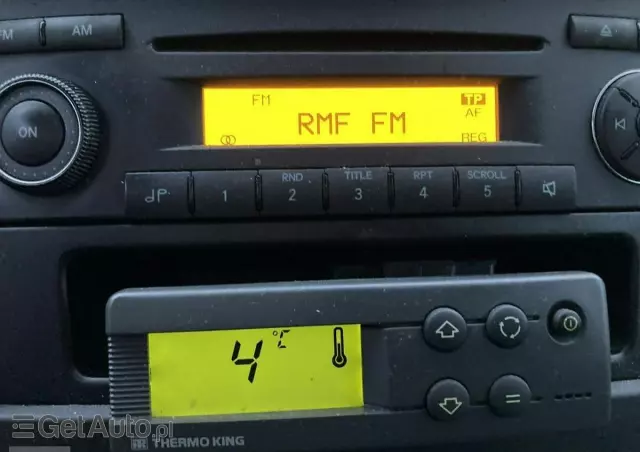 FM AM
FM TP
AF
RMF FM
REG
ON
1 RND 2 TITLE 3 RPT 4 SCROLL 5
4 °C
GetAuto.pl
THERMO KING